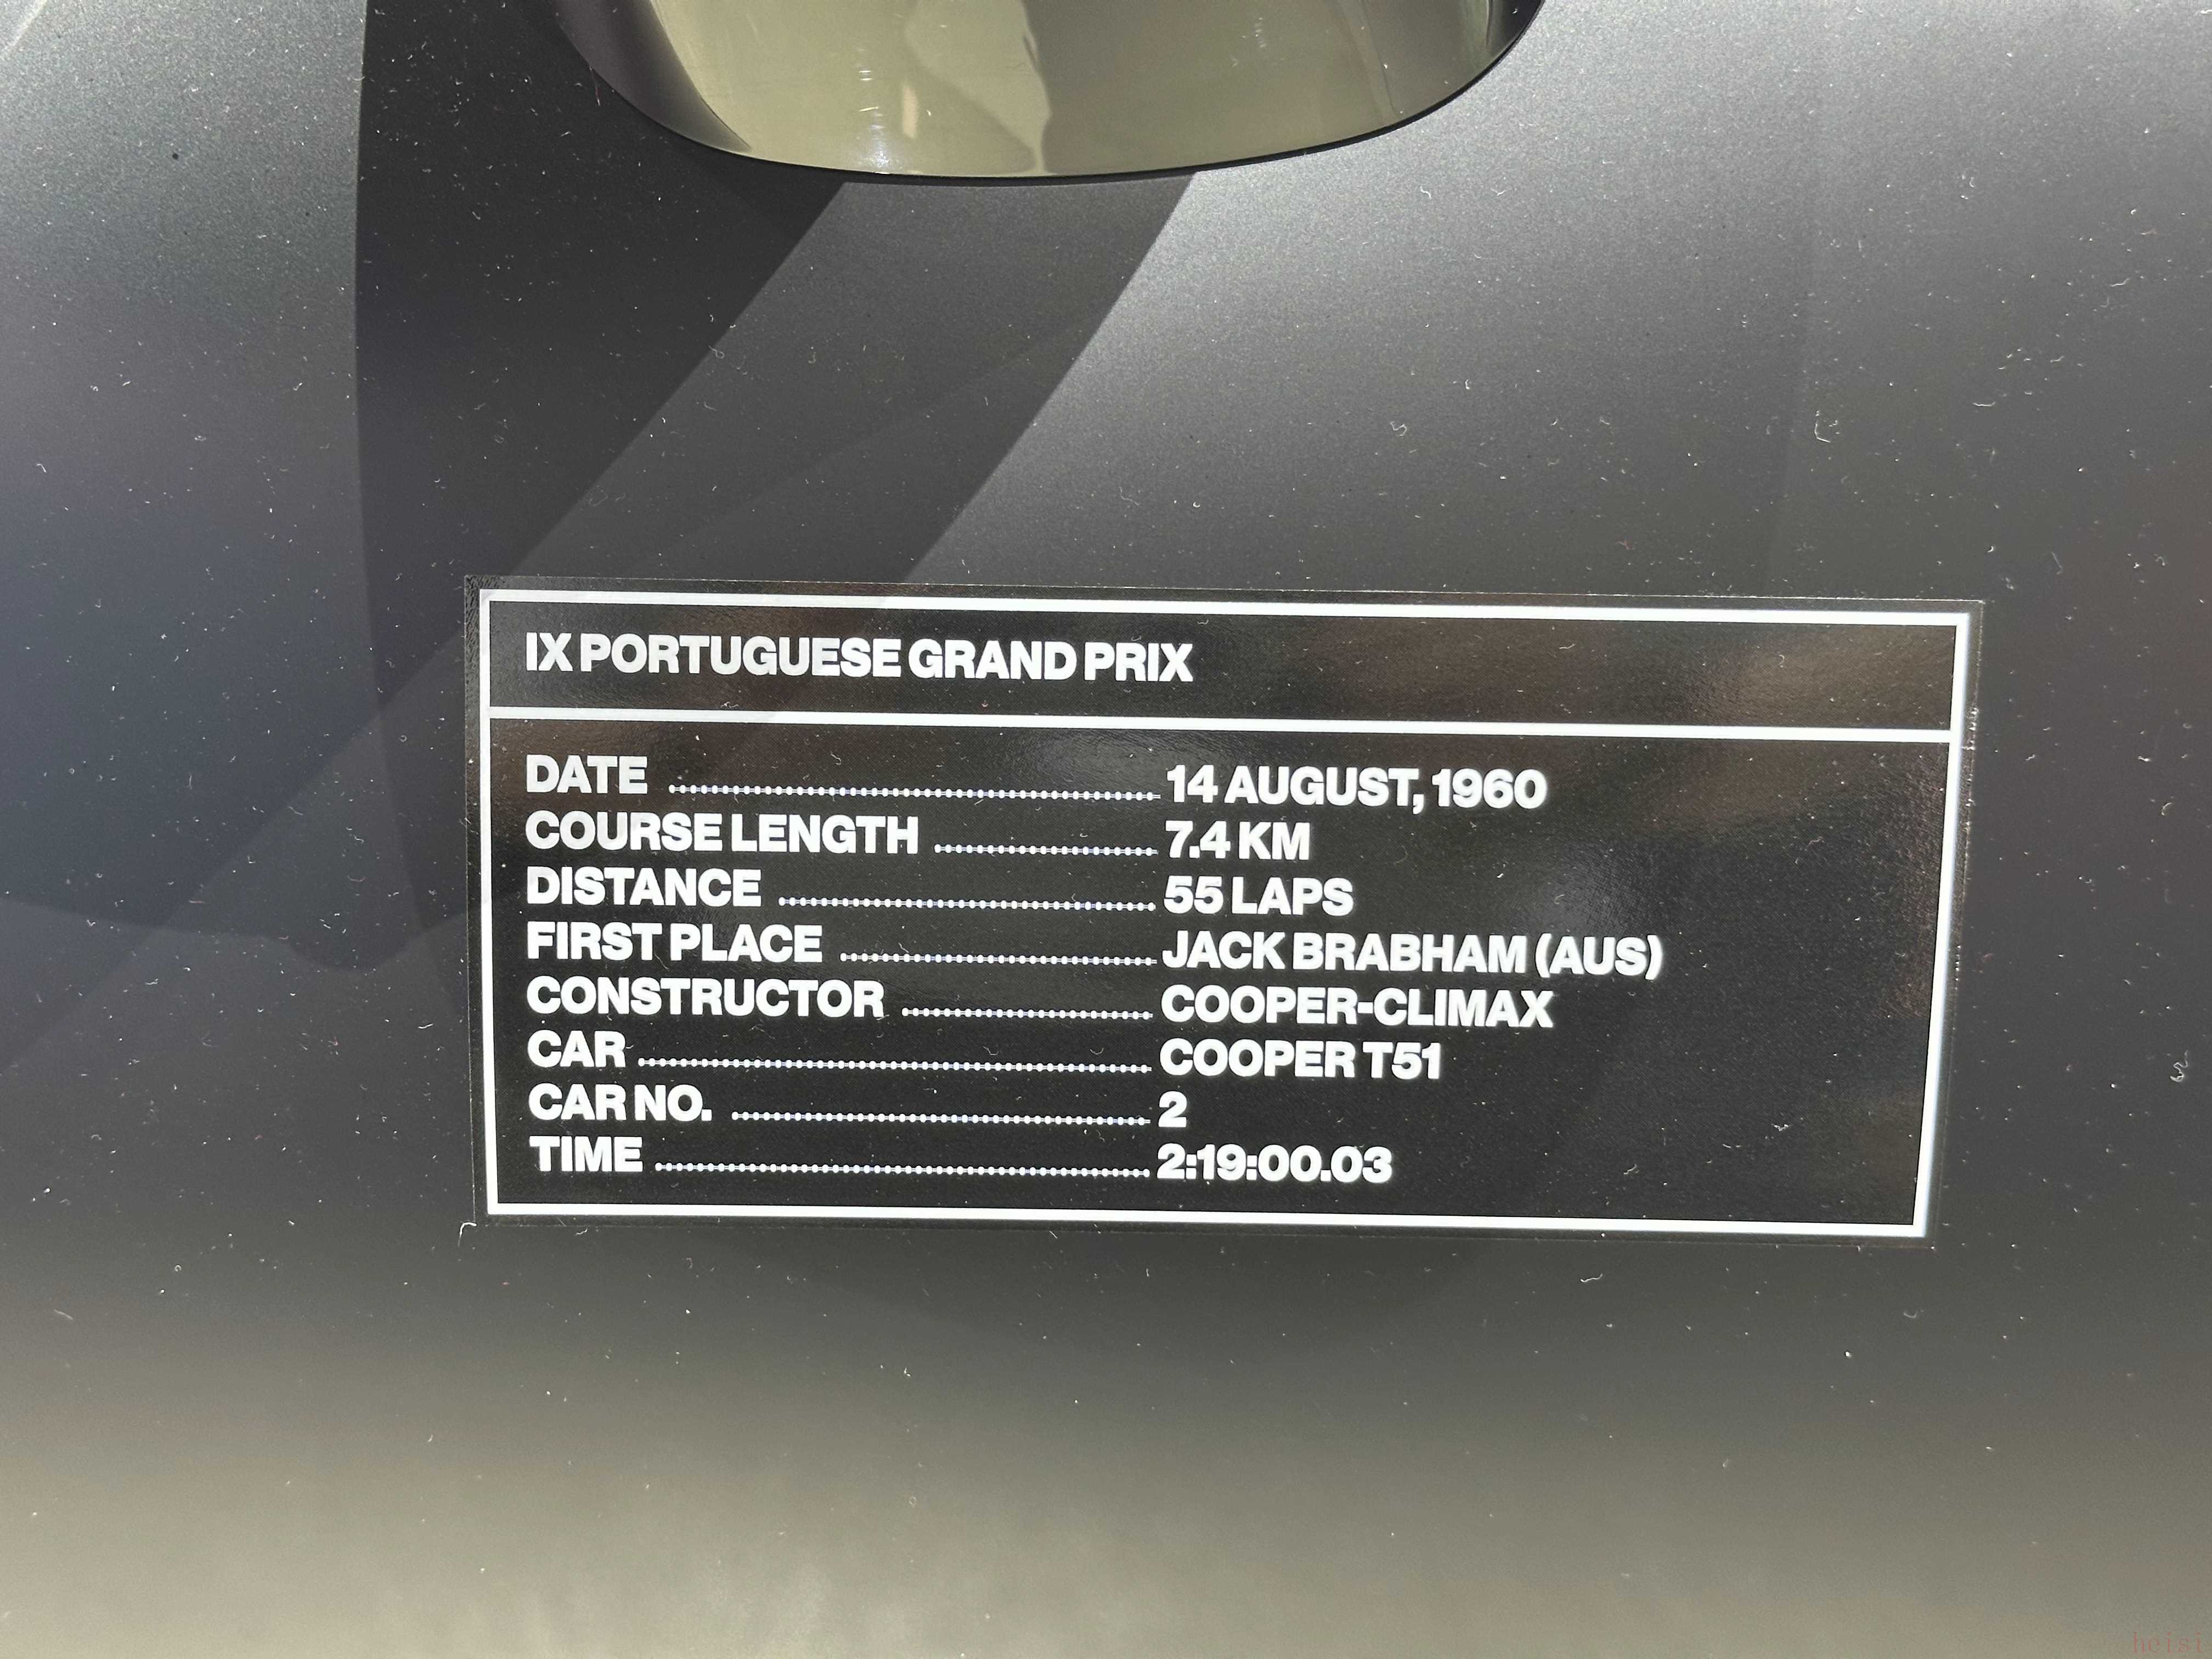 IX PORTUGUESE GRAND PRIX
DATE ........................ 14 AUGUST, 1960
COURSE LENGTH ........................ 7.4 KM
DISTANCE ........................ 55 LAPS
FIRST PLACE ........................ JACK BRABHAM (AUS)
CONSTRUCTOR ........................ COOPER-CLIMAX
CAR ........................ COOPER T51
CAR NO. ........................ 2
TIME ........................ 2:19:00.03
heist